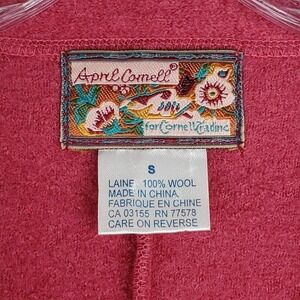 April Cornell®
for Cornell Trading
S
LAINE, 100% WOOL
MADE IN CHINA,
FABRIQUE EN CHINE
CA 03155 RN 77578
CARE ON REVERSE